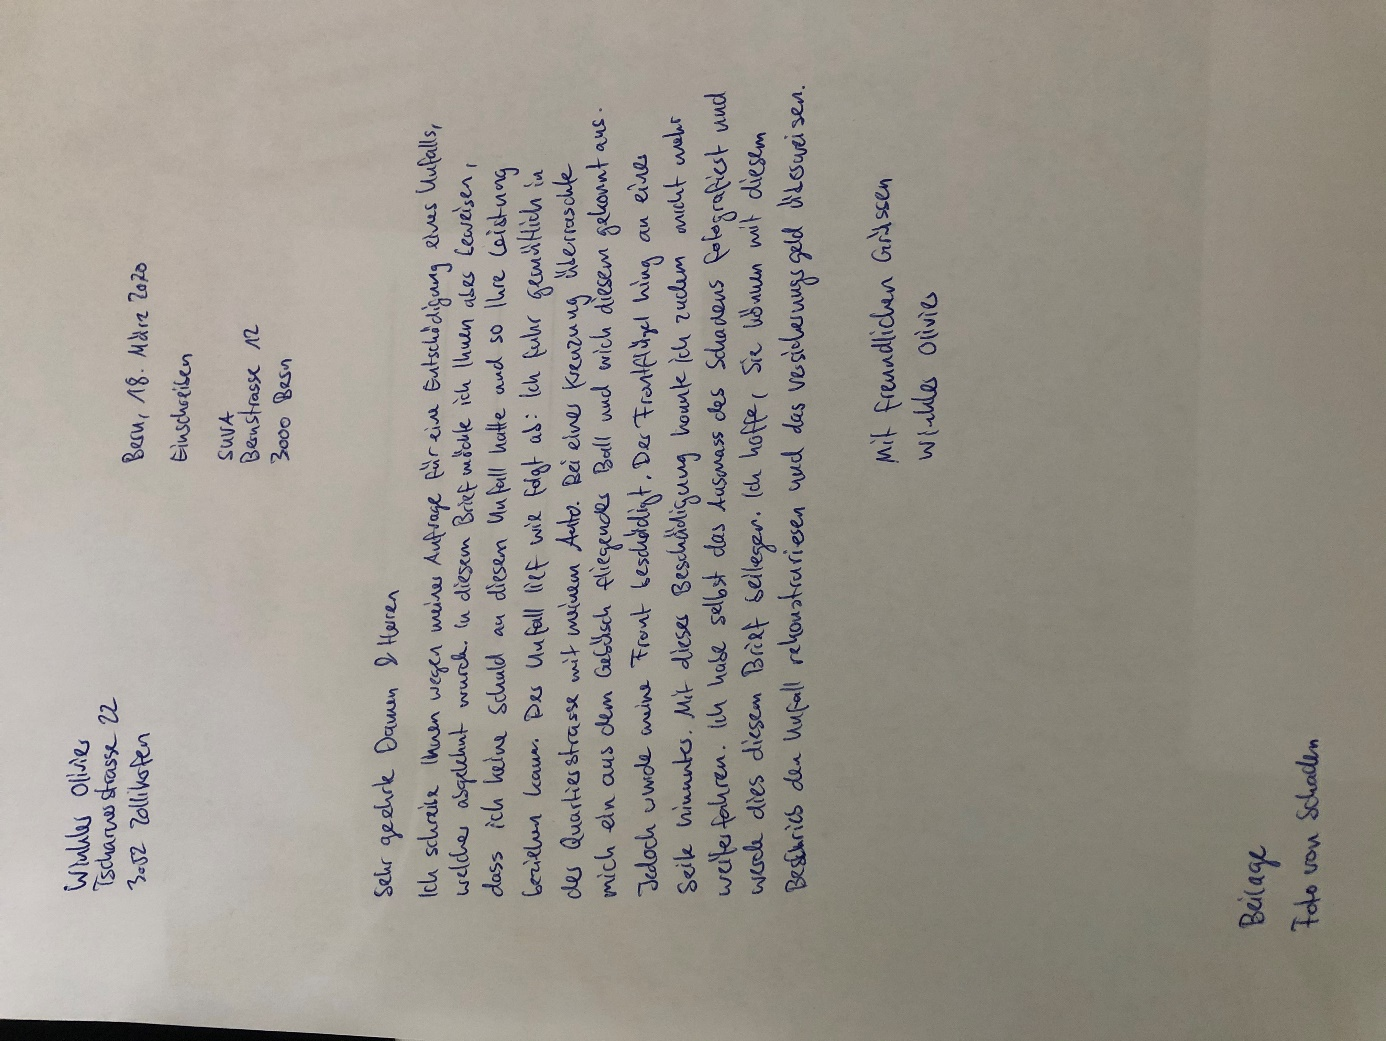 Winkler Olivier
Tscharnerstrasse 22
3052 Zollikofen
Bern, 18. März 2020
Einschreiben
SUVA
Bernstrasse 12
3000 Bern
Sehr geehrte Damen & Herren
Ich schreibe Ihnen wegen meiner Aufrage für eine Entschädigung eines Unfalls,
welcher abgelehnt wurde. In diesem Brief möchte ich Ihnen aber beweisen,
dass ich keine Schuld an diesem Unfall hatte und so Ihre Leistung
beziehen kann. Der Unfall lief wie folgt ab: Ich fuhr gemütlich in
der Quartierstrasse mit meinem Auto. Bei einer Kreuzung überraschte
mich ein aus dem Gebüsch fliegender Ball und wich diesem gekonnt aus.
Jedoch wurde meine Front beschädigt. Der Frontflügel hing an einer
Seite hinunter. Mit dieser Beschädigung konnte ich zudem nicht mehr
weiterfahren. Ich habe selbst das Ausmass des Schadens fotografiert und
werde dies diesem Brief beilegen. Ich hoffe, Sie können mit diesem
Beschrieb den Unfall rekonstruieren und das Versicherungsgeld überweisen.
Mit freundlichen Grüssen
Winkler Olivier
Beilage
Foto vom Schaden